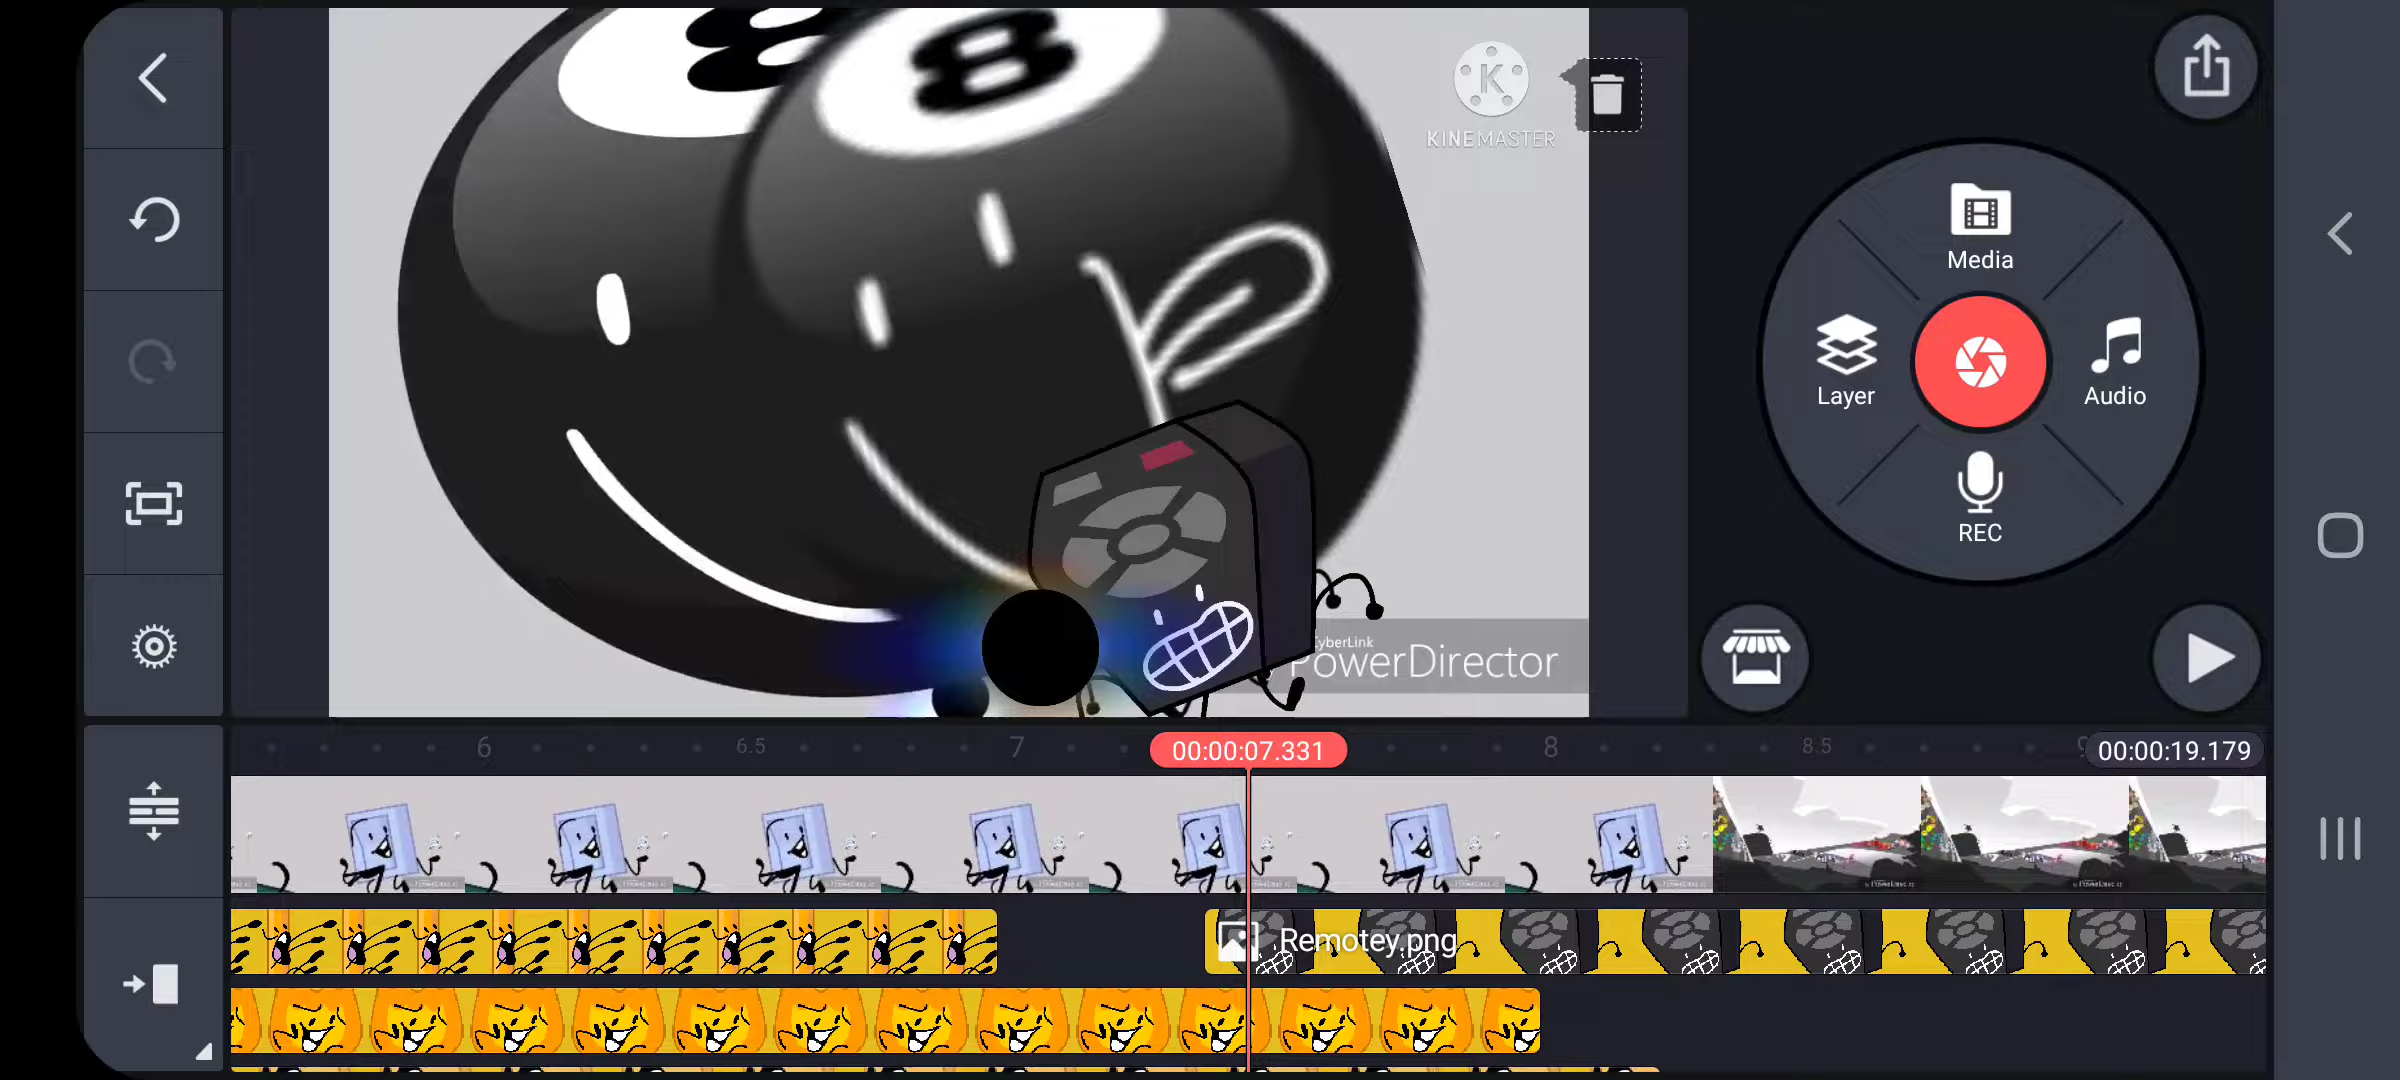 8
8
KINEMASTER
Media
Layer
Audio
REC
CyberLink
PowerDirector
6
6.5
7
00:00:07.331
8
8.5
00:00:19.179
Remotey.png